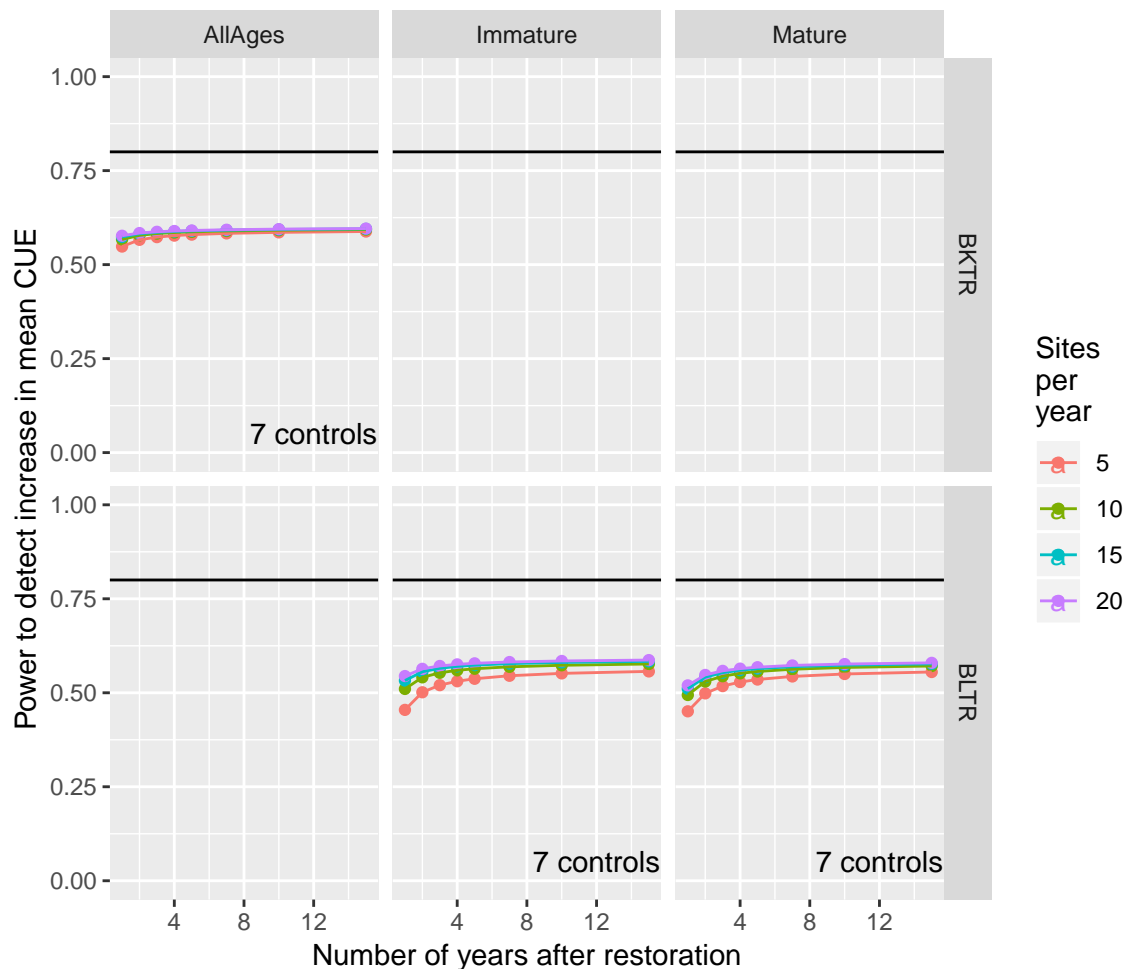 AllAges
Immature
Mature
1.00
0.75
0.50
0.25
0.00
7 controls
BKTR
1.00
0.75
0.50
0.25
0.00
7 controls
7 controls
BLTR
4 8 12
4 8 12
4 8 12
Number of years after restoration
Power to detect increase in mean CUE
Sites
per
year
a 5
a 10
a 15
a 20